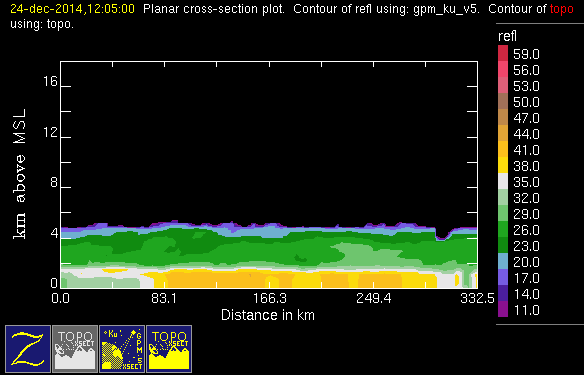 24-dec-2014,12:05:00 Planar cross-section plot. Contour of refl using: gpm_ku_v5. Contour of topo
using: topo.
refl
59.0
56.0
53.0
50.0
47.0
44.0
41.0
38.0
35.0
32.0
29.0
26.0
23.0
20.0
17.0
14.0
11.0
km above MSL
16
12
8
4
0
0.0 83.1 166.3 249.4 332.5
Distance in km
Z
TOPO
XSECT
"Ku"
GPM'S
XSECT
TOPO
XSECT